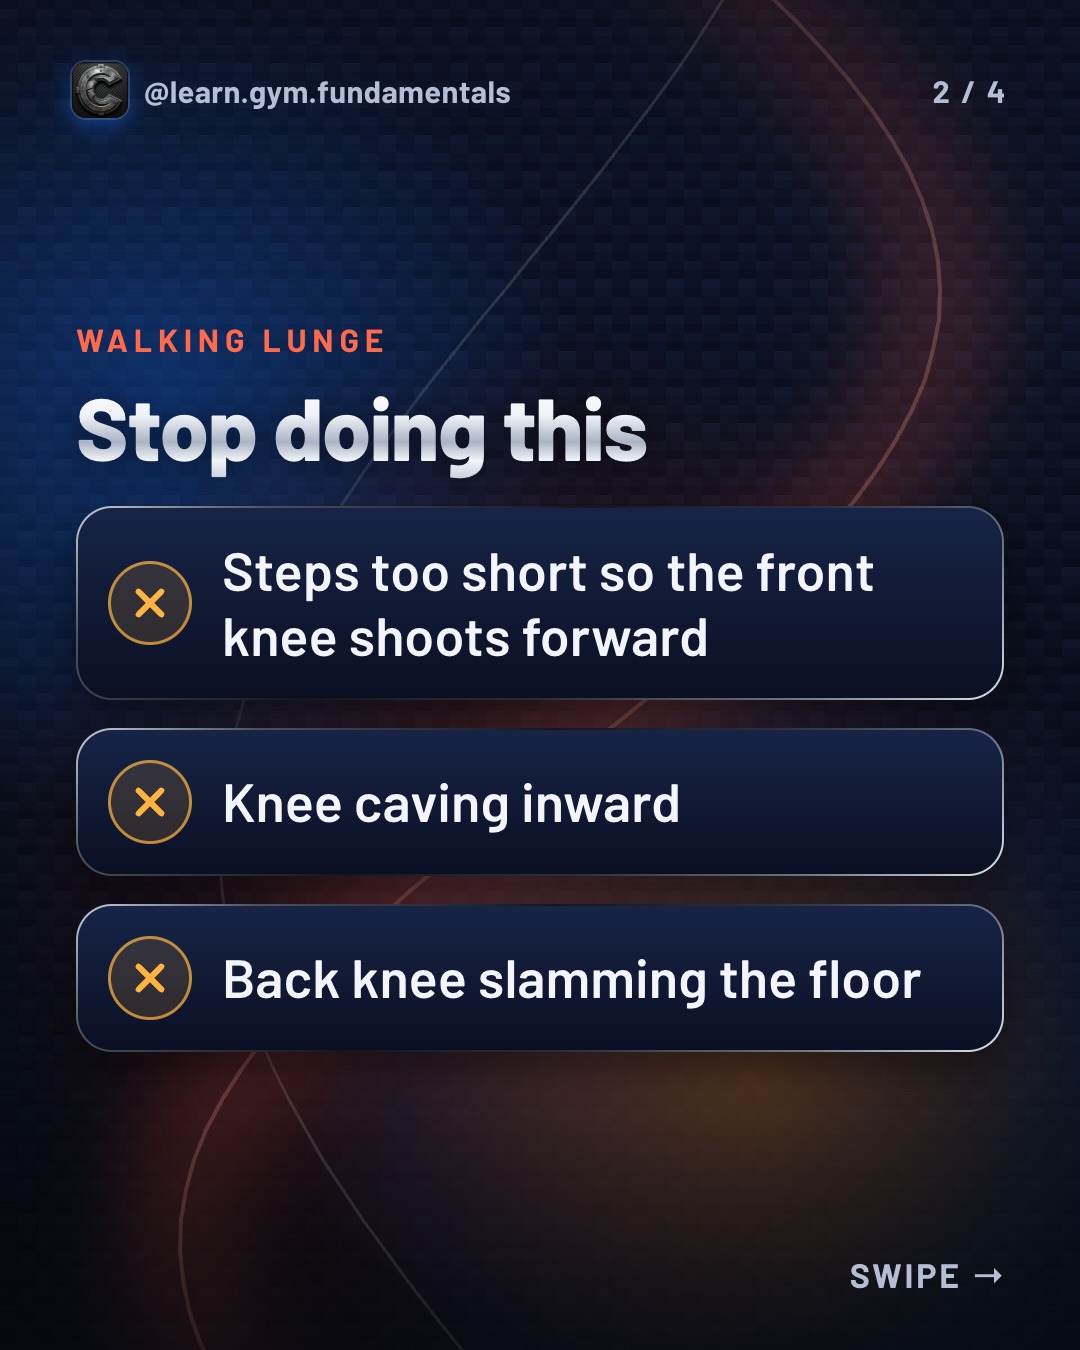 @learn.gym.fundamentals
2 / 4
WALKING LUNGE
Stop doing this
Steps too short so the front
knee shoots forward
Knee caving inward
Back knee slamming the floor
SWIPE →